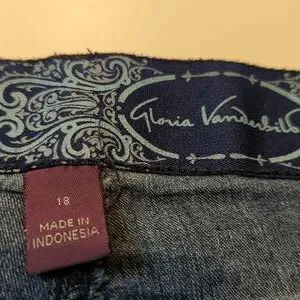 Gloria Vanderbilt
18
MADE IN
INDONESIA